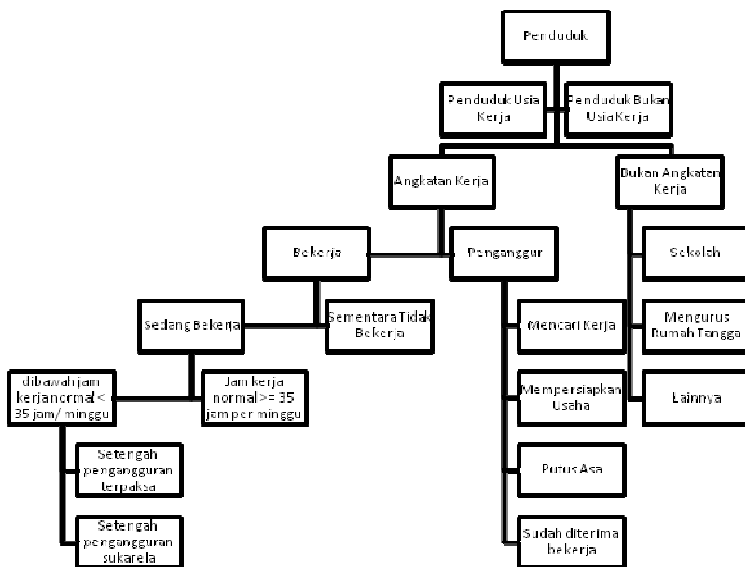 Penduduk
Penduduk Usia
Kerja
Penduduk Bukan
Usia Kerja
Angkatan Kerja
Bukan Angkatan
Kerja
Bekerja
Penganggur
Sekolah
Sedang Bekerja
Sementara Tidak
Bekerja
Mencari Kerja
Mengurus
Rumah Tangga
dibawah jam
kerja normal <
35 jam/ minggu
Jam kerja
normal >= 35
jam per minggu
Mempersiapkan
Usaha
Lainnya
Setengah
pengangguran
terpaksa
Putus Asa
Setengah
pengangguran
sukarela
Sudah diterima
bekerja